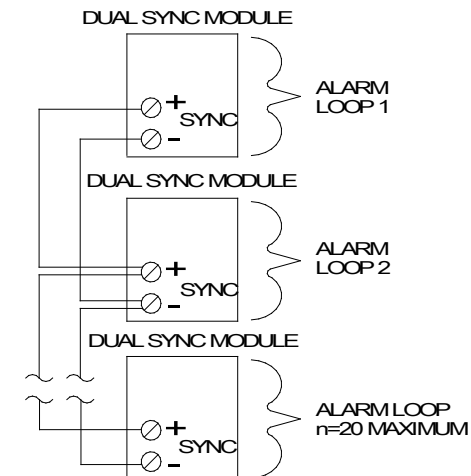 DUAL SYNC MODULE
+
SYNC
-
ALARM
LOOP 1
DUAL SYNC MODULE
+
SYNC
-
ALARM
LOOP 2
DUAL SYNC MODULE
+
SYNC
-
ALARM LOOP
n=20 MAXIMUM